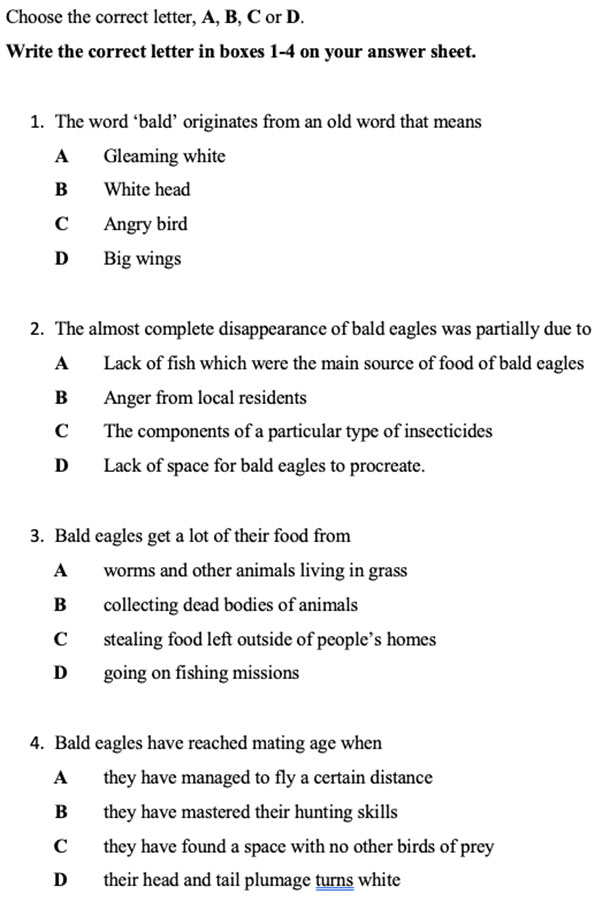 Choose the correct letter, A, B, C or D.
Write the correct letter in boxes 1-4 on your answer sheet.
1. The word ‘bald’ originates from an old word that means
A Gleaming white
B White head
C Angry bird
D Big wings
2. The almost complete disappearance of bald eagles was partially due to
A Lack of fish which were the main source of food of bald eagles
B Anger from local residents
C The components of a particular type of insecticides
D Lack of space for bald eagles to procreate.
3. Bald eagles get a lot of their food from
A worms and other animals living in grass
B collecting dead bodies of animals
C stealing food left outside of people’s homes
D going on fishing missions
4. Bald eagles have reached mating age when
A they have managed to fly a certain distance
B they have mastered their hunting skills
C they have found a space with no other birds of prey
D their head and tail plumage turns white